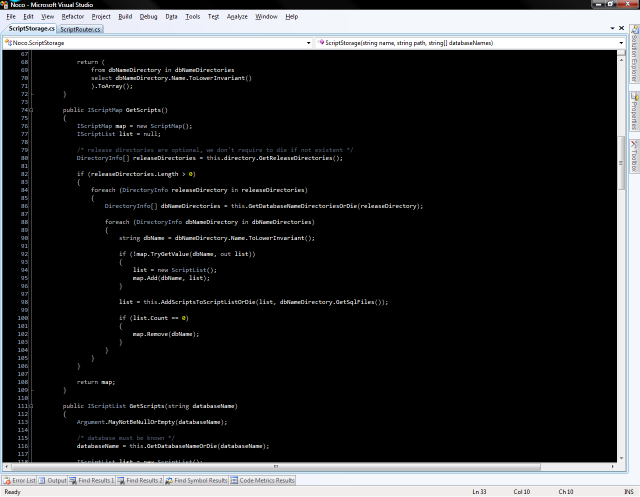 Noco - Microsoft Visual Studio
File Edit View Refactor Project Build Debug Data Tools Test Analyze Window Help
ScriptStorage.cs ScriptRouter.cs
Noco.ScriptStorage ScriptStorage(string name, string path, string[] databaseNames)
67
68 return (
69 from dbNameDirectory in dbNameDirectories
70 select dbNameDirectory.Name.ToLowerInvariant()
71 ).ToArray();
72 }
73
74 public IScriptMap GetScripts()
75 {
76 IScriptMap map = new ScriptMap();
77 IScriptList list = null;
78
79 /* release directories are optional, we don't require to die if not existent */
80 DirectoryInfo[] releaseDirectories = this.directory.GetReleaseDirectories();
81
82 if (releaseDirectories.Length > 0)
83 {
84 foreach (DirectoryInfo releaseDirectory in releaseDirectories)
85 {
86 DirectoryInfo[] dbNameDirectories = this.GetDatabaseNameDirectoriesOrDie(releaseDirectory);
87
88 foreach (DirectoryInfo dbNameDirectory in dbNameDirectories)
89 {
90 string dbName = dbNameDirectory.Name.ToLowerInvariant();
91
92 if (!map.TryGetValue(dbName, out list))
93 {
94 list = new ScriptList();
95 map.Add(dbName, list);
96 }
97
98 list = this.AddScriptsToScriptListOrDie(list, dbNameDirectory.GetSqlFiles());
99
100 if (list.Count == 0)
101 {
102 map.Remove(dbName);
103 }
104 }
105 }
106 }
107
108 return map;
109 }
110
111 public IScriptList GetScripts(string databaseName)
112 {
113 Argument.MayNotBeNullOrEmpty(databaseName);
114
115 /* database must be known */
116 databaseName = this.GetDatabaseNameOrDie(databaseName);
117
118 IScriptList list = new ScriptList();
Solution Explorer
Properties
Toolbox
Error List Output Find Results 1 Find Results 2 Find Symbol Results Code Metrics Results
Ready Ln 33 Col 10 Ch 10 INS